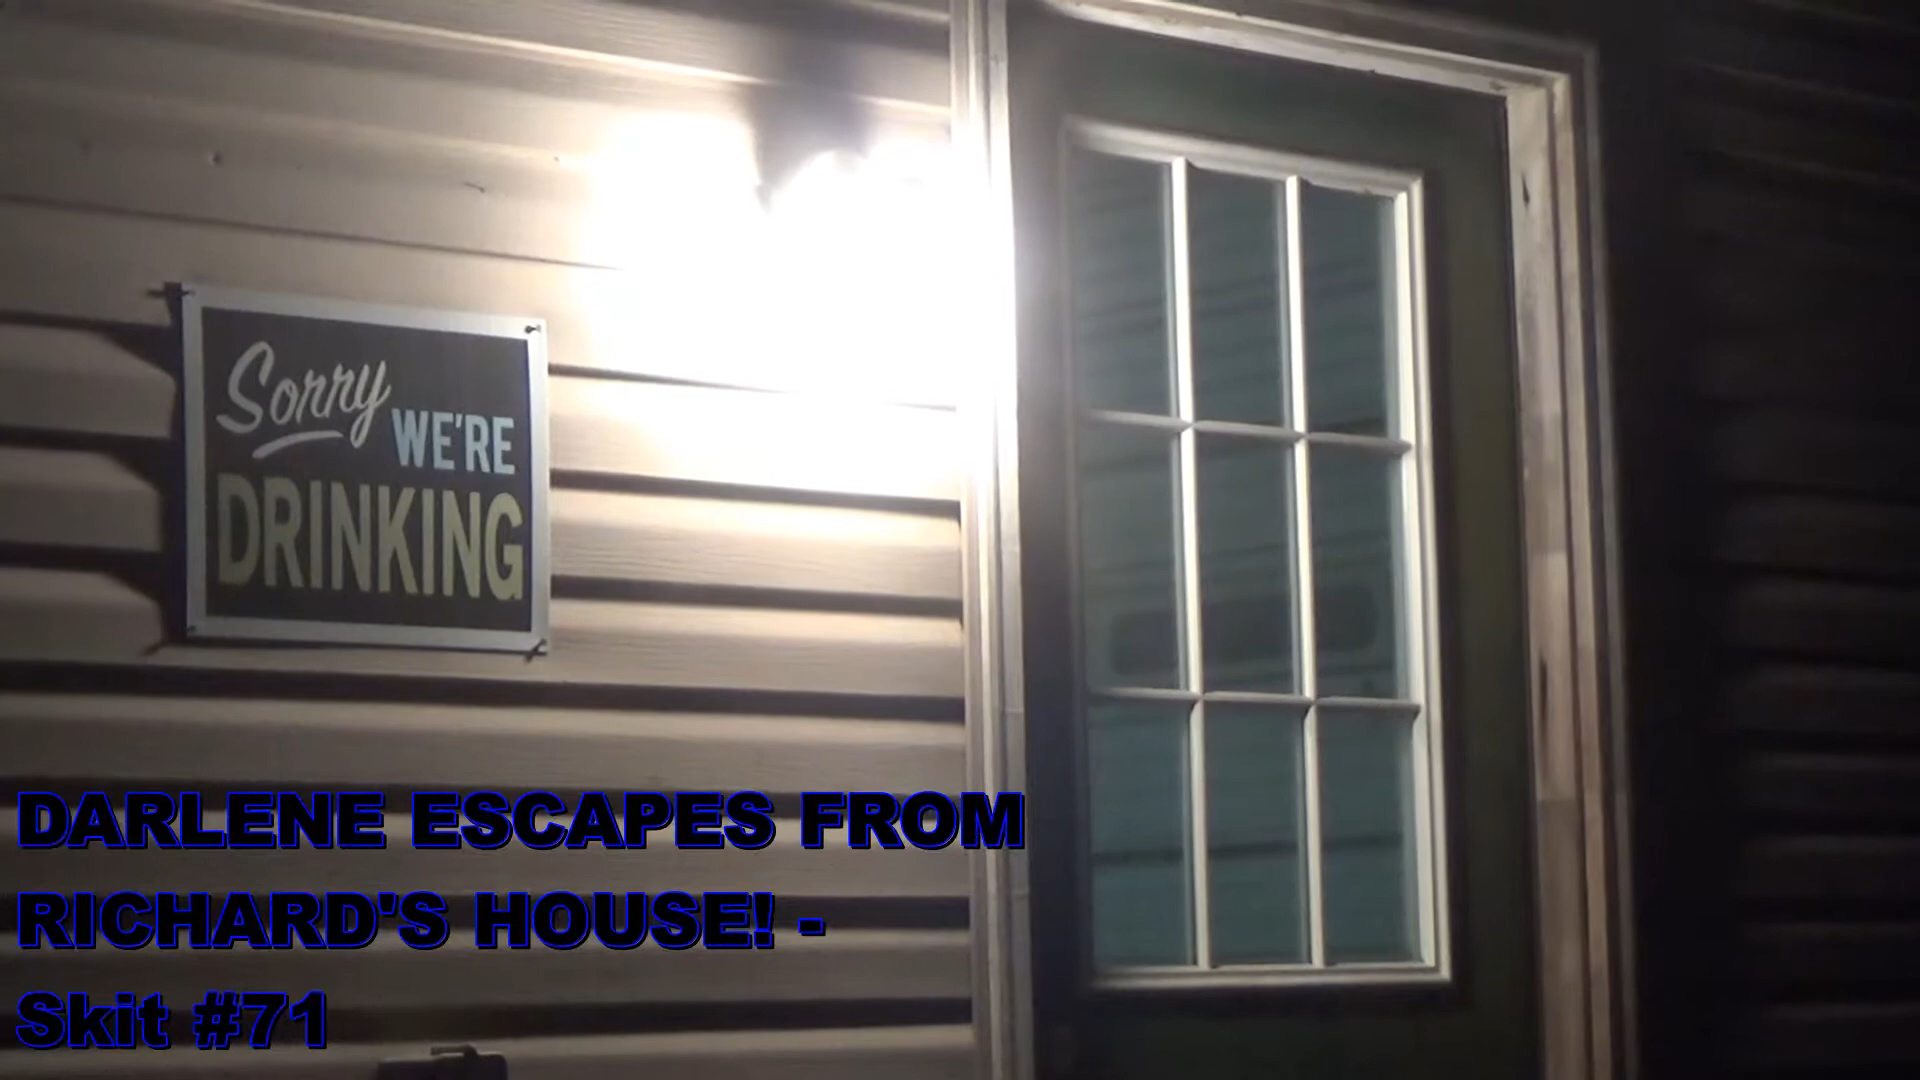 Sorry
WE'RE
DRINKING
DARLENE ESCAPES FROM
RICHARD'S HOUSE! -
Skit #71